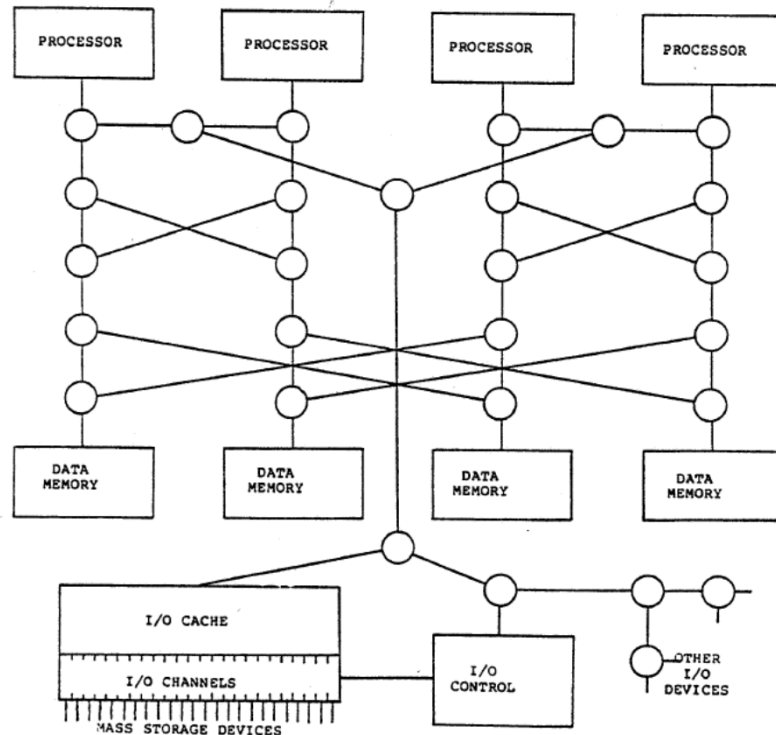 PROCESSOR
PROCESSOR
PROCESSOR
PROCESSOR
DATA
MEMORY
DATA
MEMORY
DATA
MEMORY
DATA
MEMORY
I/O CACHE
I/O CHANNELS
MASS STORAGE DEVICES
I/O
CONTROL
OTHER
I/O
DEVICES